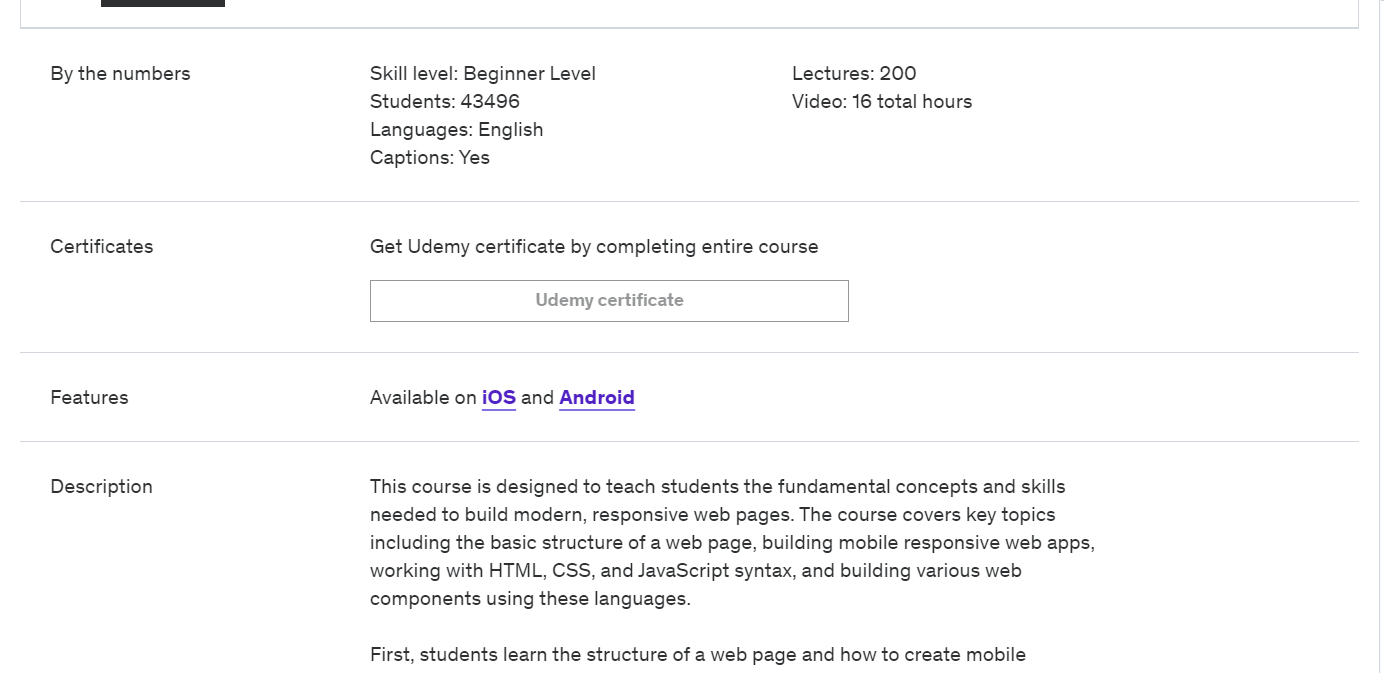 By the numbers
Skill level: Beginner Level
Students: 43496
Languages: English
Captions: Yes
Lectures: 200
Video: 16 total hours
Certificates
Get Udemy certificate by completing entire course
Udemy certificate
Features
Available on iOS and Android
Description
This course is designed to teach students the fundamental concepts and skills
needed to build modern, responsive web pages. The course covers key topics
including the basic structure of a web page, building mobile responsive web apps,
working with HTML, CSS, and JavaScript syntax, and building various web
components using these languages.
First, students learn the structure of a web page and how to create mobile